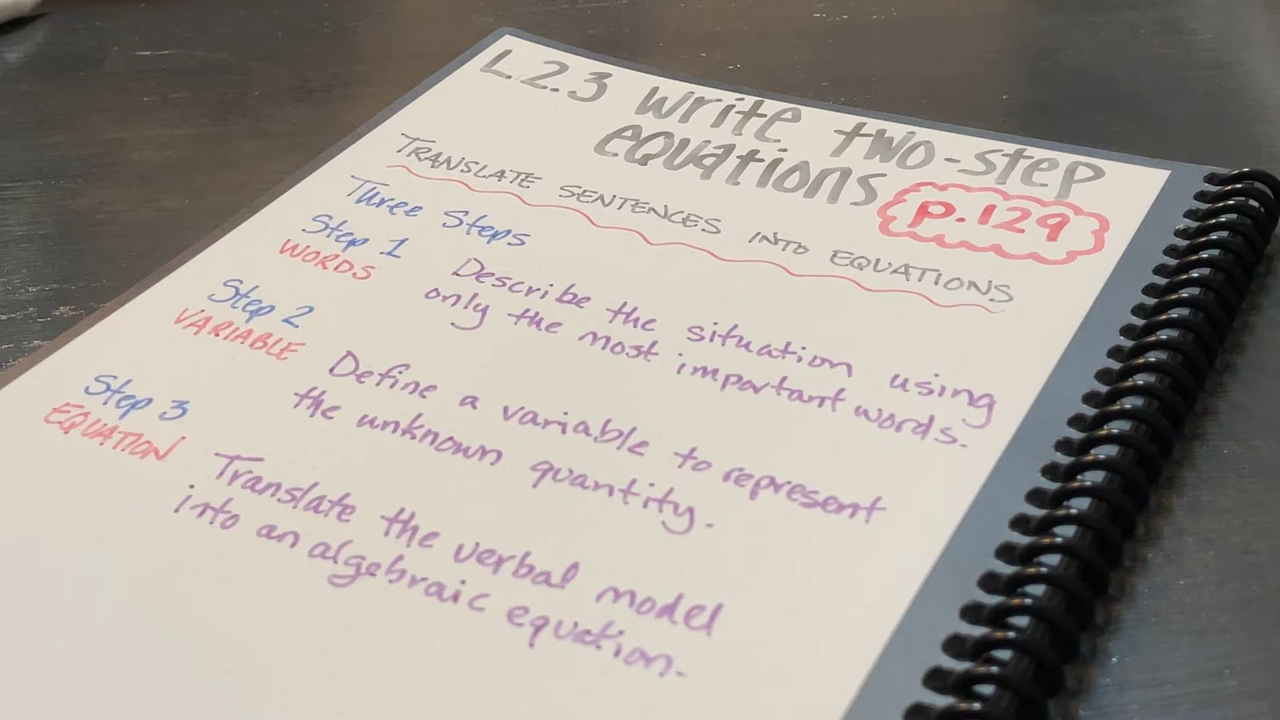 L.2.3 write two-step
equations
p.129
TRANSLATE SENTENCES INTO EQUATIONS
Three Steps
Step 1
WORDS
Describe the situation using
only the most important words.
Step 2
VARIABLE
Define a variable to represent
the unknown quantity.
Step 3
EQUATION
Translate the verbal model
into an algebraic equation.